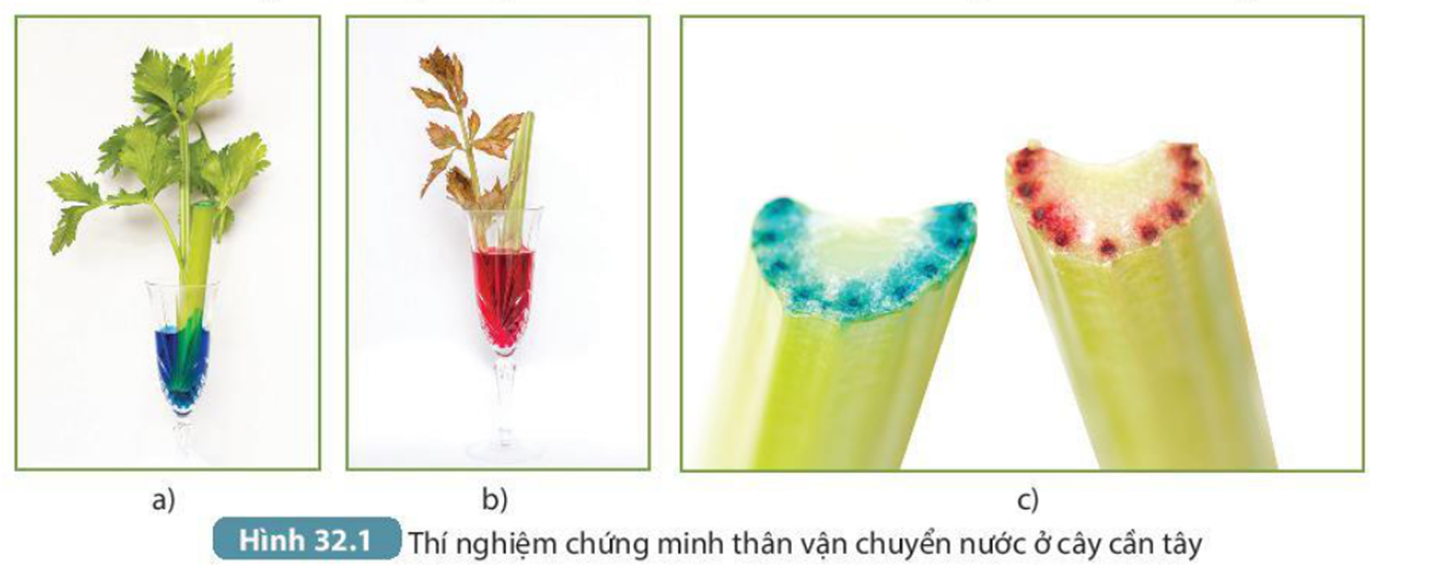 a)
b)
c)
Hình 32.1 Thí nghiệm chứng minh thân vận chuyển nước ở cây cần tây